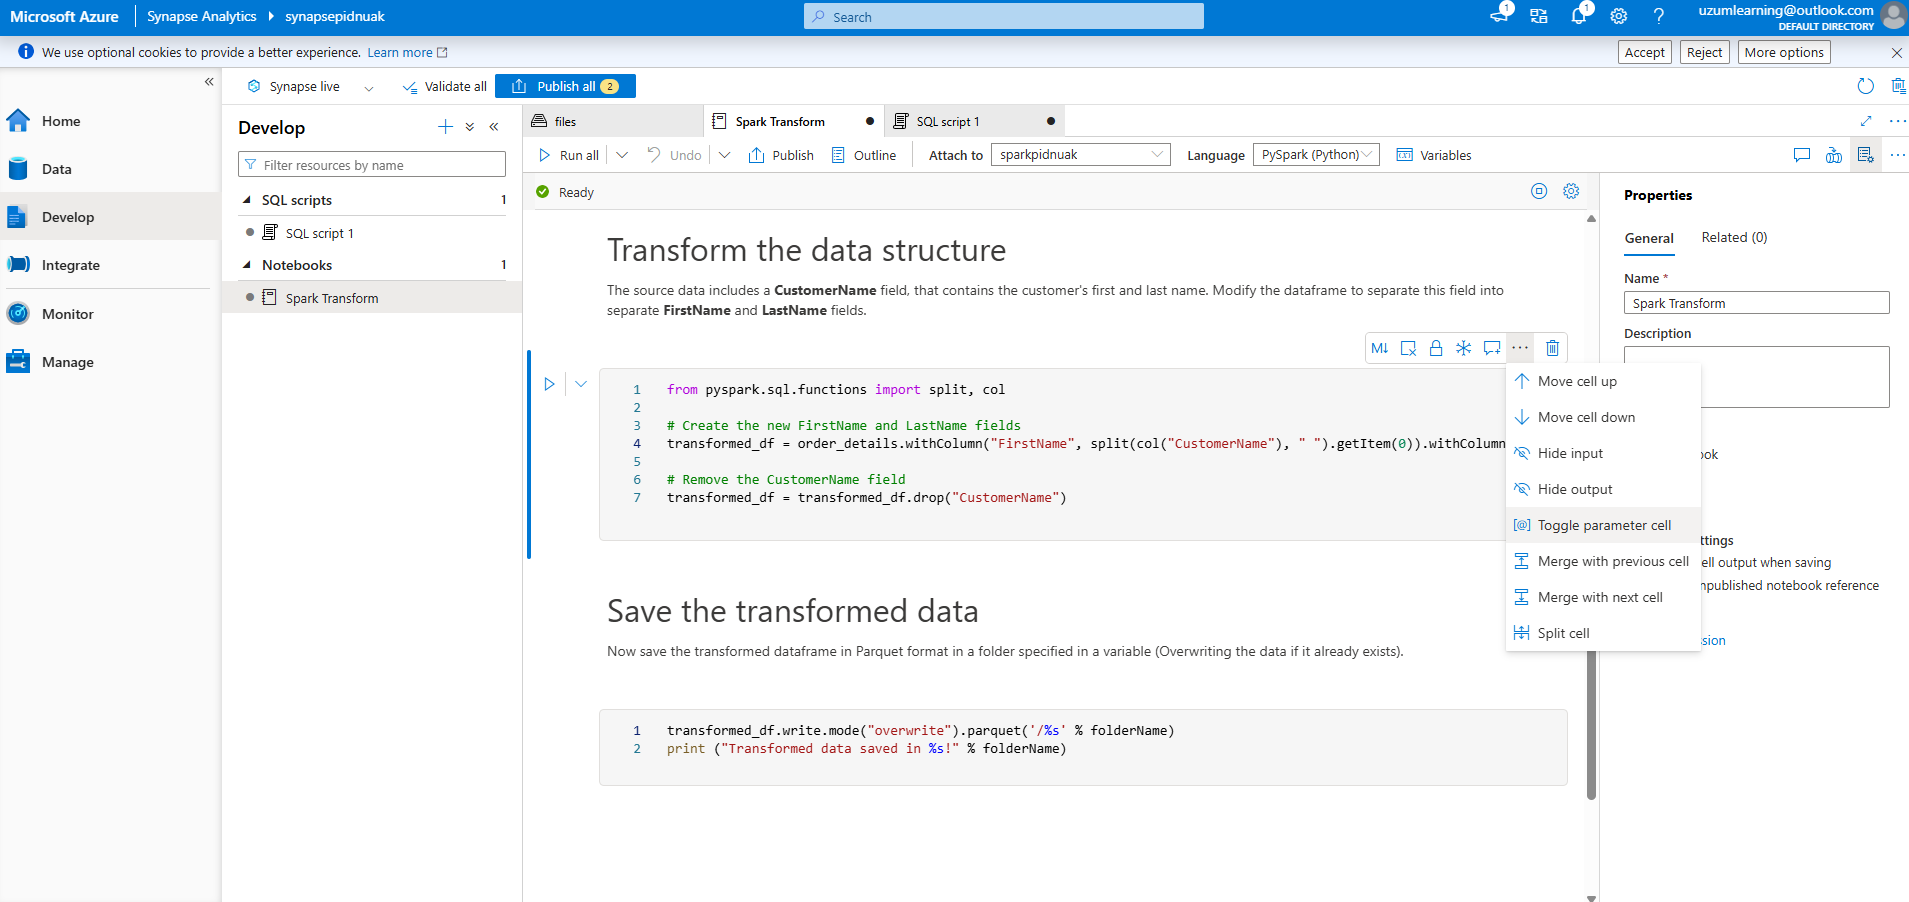 Microsoft Azure Synapse Analytics synapsepidnuak Search 1 1 uzumlearning@outlook.com
DEFAULT DIRECTORY
We use optional cookies to provide a better experience. Learn more Accept Reject More options
Synapse live Validate all Publish all 2
Home
Data
Develop
Integrate
Monitor
Manage
Develop
Filter resources by name
SQL scripts 1
SQL script 1
Notebooks 1
Spark Transform
files Spark Transform SQL script 1
Run all Undo Publish Outline Attach to sparkpidnuak Language PySpark (Python) Variables
Ready
Transform the data structure
The source data includes a CustomerName field, that contains the customer's first and last name. Modify the dataframe to separate this field into
separate FirstName and LastName fields.
M↓
1 from pyspark.sql.functions import split, col
2
3 # Create the new FirstName and LastName fields
4 transformed_df = order_details.withColumn("FirstName", split(col("CustomerName"), " ").getItem(0)).withColumn
5
6 # Remove the CustomerName field
7 transformed_df = transformed_df.drop("CustomerName")
Save the transformed data
Now save the transformed dataframe in Parquet format in a folder specified in a variable (Overwriting the data if it already exists).
1 transformed_df.write.mode("overwrite").parquet('/%s' % folderName)
2 print ("Transformed data saved in %s!" % folderName)
Move cell up
Move cell down
Hide input
Hide output
[@] Toggle parameter cell
Merge with previous cell
Merge with next cell
Split cell
Properties
General Related (0)
Name *
Spark Transform
Description
ook
ttings
ell output when saving
npublished notebook reference
sion